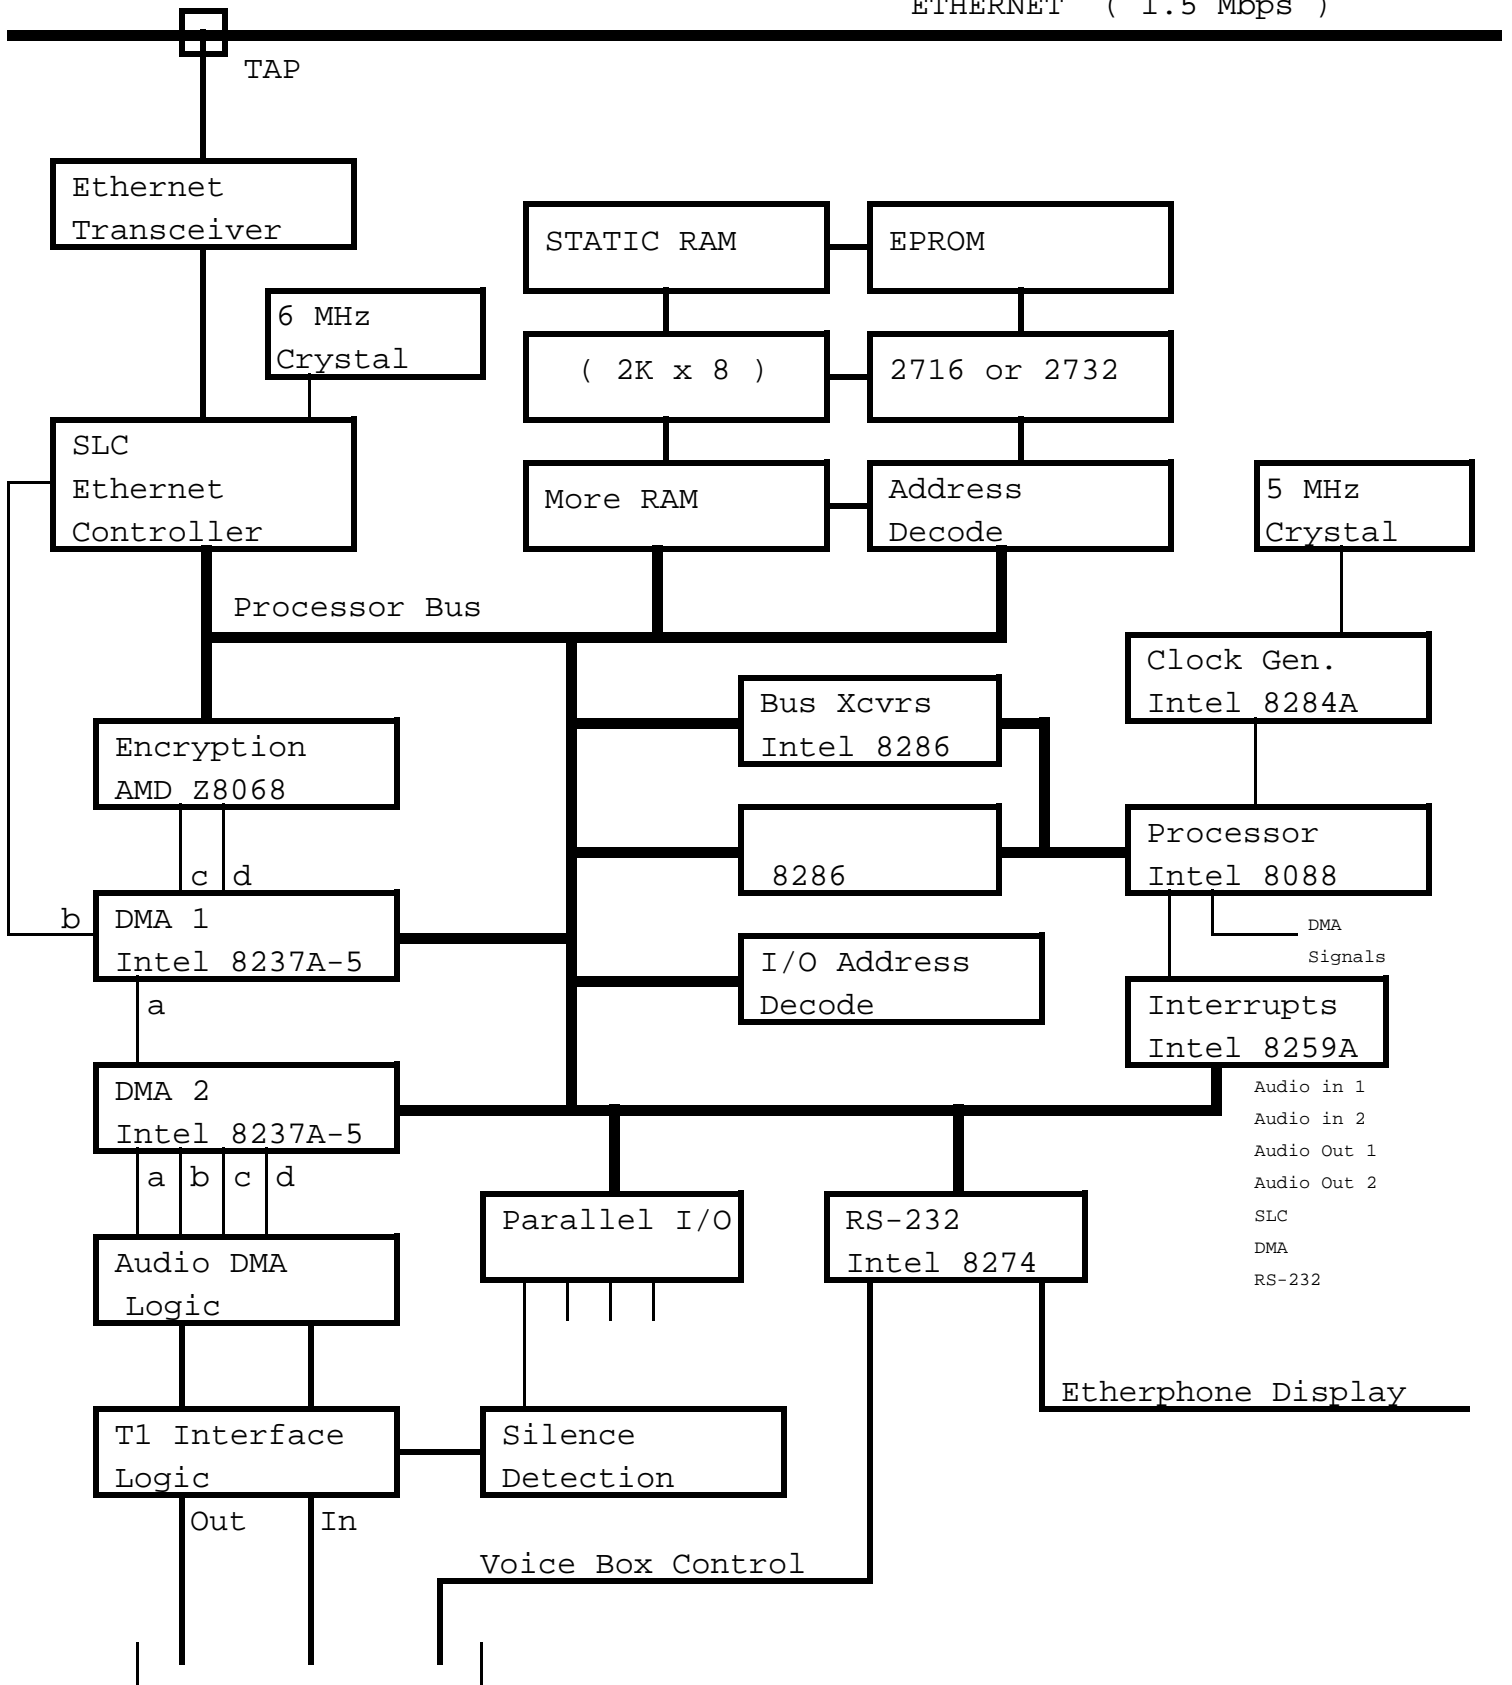 ETHERNET ( 1.5 Mbps )
TAP
Ethernet
Transceiver
STATIC RAM
EPROM
6 MHz
Crystal
( 2K x 8 )
2716 or 2732
SLC
Ethernet
Controller
More RAM
Address
Decode
5 MHz
Crystal
Processor Bus
Clock Gen.
Intel 8284A
Bus Xcvrs
Intel 8286
Encryption
AMD Z8068
Processor
Intel 8088
8286
c d
b
DMA 1
Intel 8237A-5
DMA
Signals
I/O Address
Decode
a
Interrupts
Intel 8259A
DMA 2
Intel 8237A-5
Audio in 1
Audio in 2
Audio Out 1
Audio Out 2
SLC
DMA
RS-232
a b c d
Parallel I/O
RS-232
Intel 8274
Audio DMA
Logic
Etherphone Display
T1 Interface
Logic
Silence
Detection
Out In
Voice Box Control